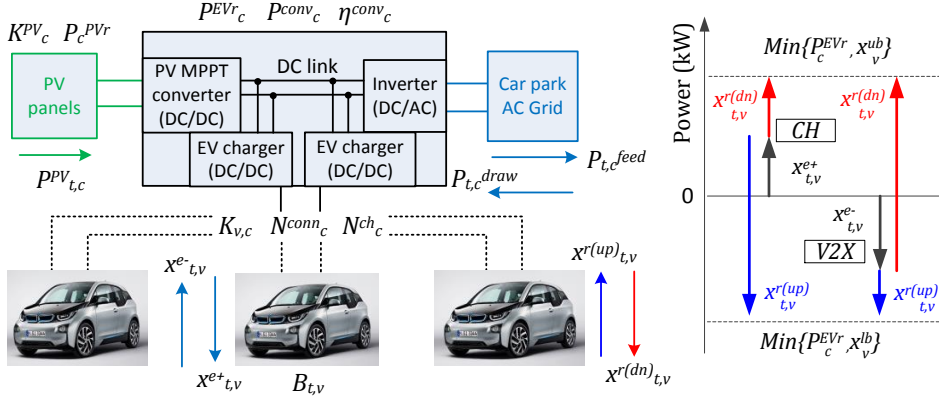 P^EVr_c P^conv_c η^conv_c
K^PV_c P_c^PVr
PV panels
P^PV_t,c
PV MPPT converter (DC/DC)
DC link
Inverter (DC/AC)
EV charger (DC/DC)
EV charger (DC/DC)
Car park AC Grid
P_t,c^feed
P_t,c^draw
K_v,c N^conn_c N^ch_c
x^e-_t,v
x^e+_t,v
B_t,v
x^r(up)_t,v
x^r(dn)_t,v
Power (kW)
0
Min{P_c^EVr, x_v^ub}
x^r(dn)_t,v
x^r(dn)_t,v
CH
x^e+_t,v
x^e-_t,v
V2X
x^r(up)_t,v
x^r(up)_t,v
Min{P_c^EVr, x_v^lb}